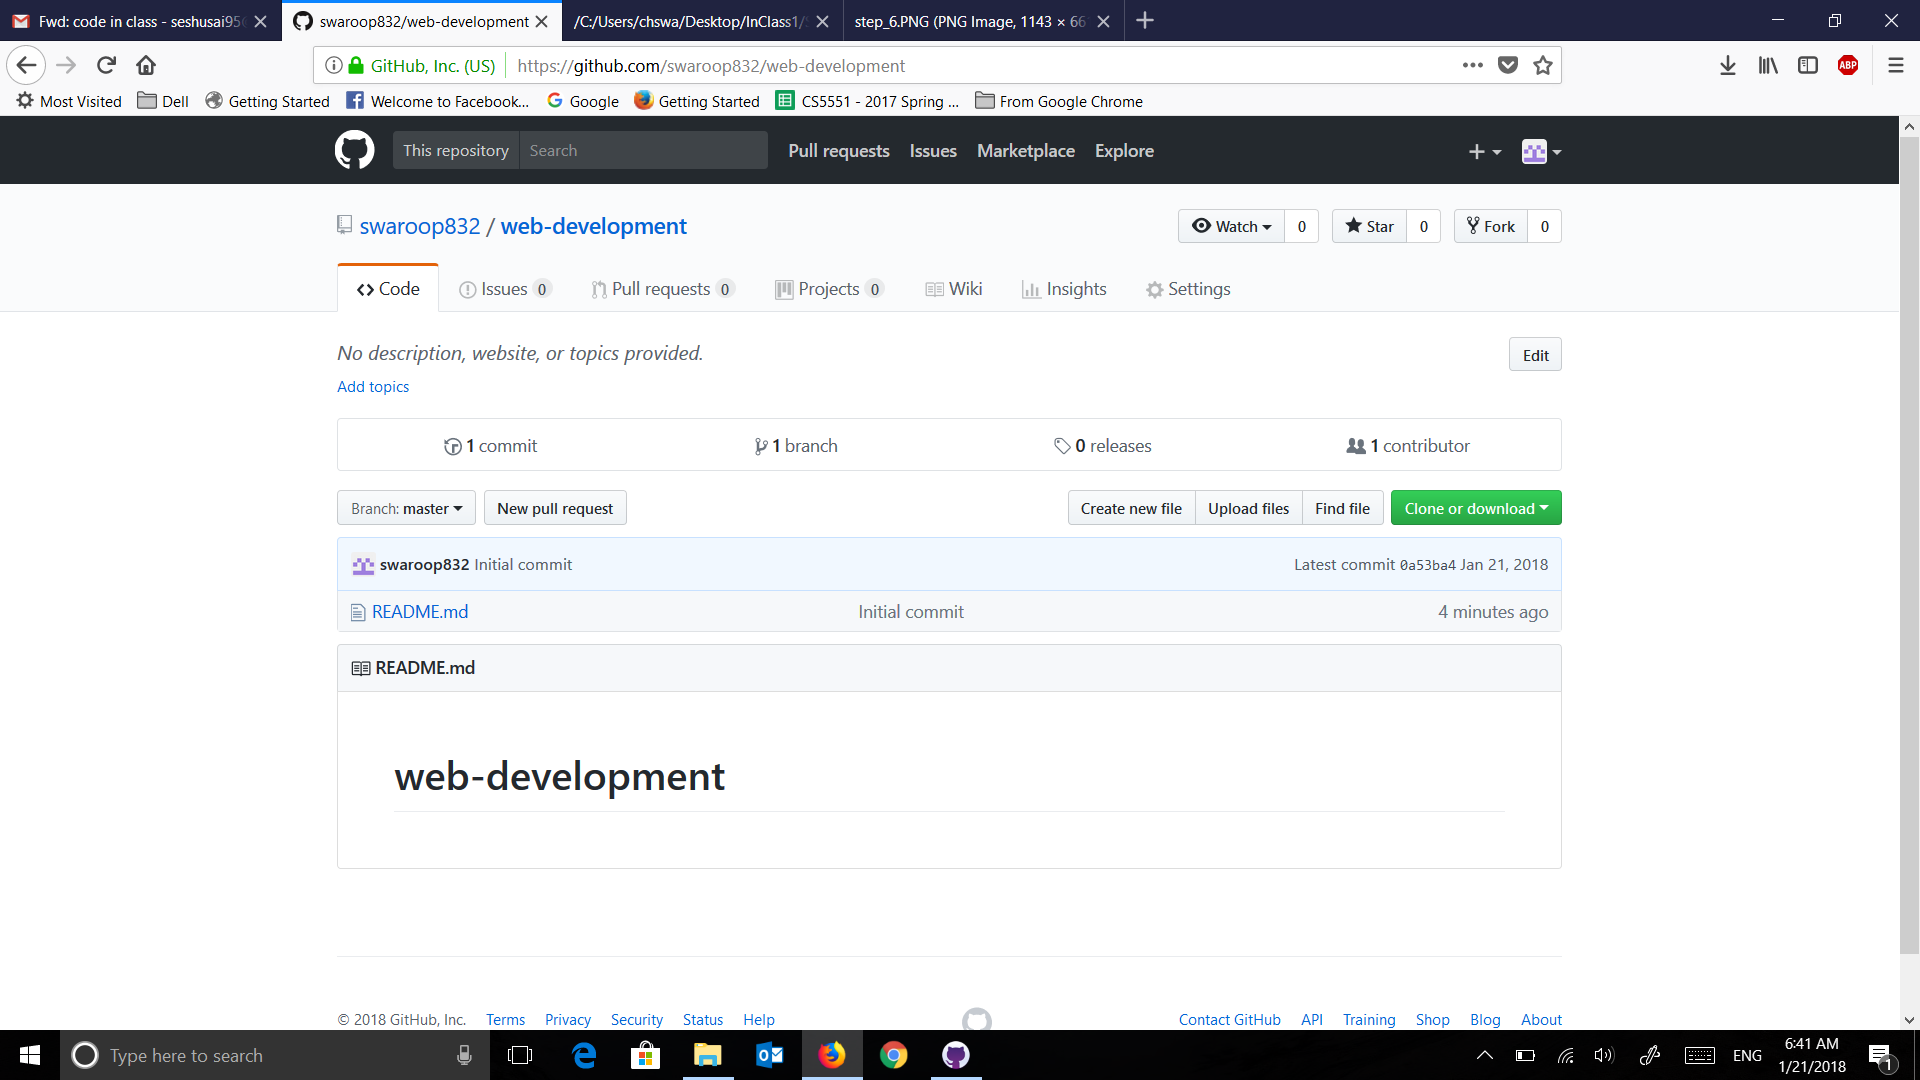 Fwd: code in class - seshusai95
swaroop832/web-development
/C:/Users/chswa/Desktop/InClass1/
step_6.PNG (PNG Image, 1143 × 66
GitHub, Inc. (US) https://github.com/swaroop832/web-development
ABP
Most Visited Dell Getting Started Welcome to Facebook... Google Getting Started CS5551 - 2017 Spring ... From Google Chrome
This repository Search Pull requests Issues Marketplace Explore
swaroop832 / web-development
Watch 0 Star 0 Fork 0
Code Issues 0 Pull requests 0 Projects 0 Wiki Insights Settings
No description, website, or topics provided.
Edit
Add topics
1 commit 1 branch 0 releases 1 contributor
Branch: master New pull request Create new file Upload files Find file Clone or download
swaroop832 Initial commit Latest commit 0a53ba4 Jan 21, 2018
README.md Initial commit 4 minutes ago
README.md
web-development
© 2018 GitHub, Inc. Terms Privacy Security Status Help Contact GitHub API Training Shop Blog About
Type here to search
ENG
6:41 AM
1/21/2018
1